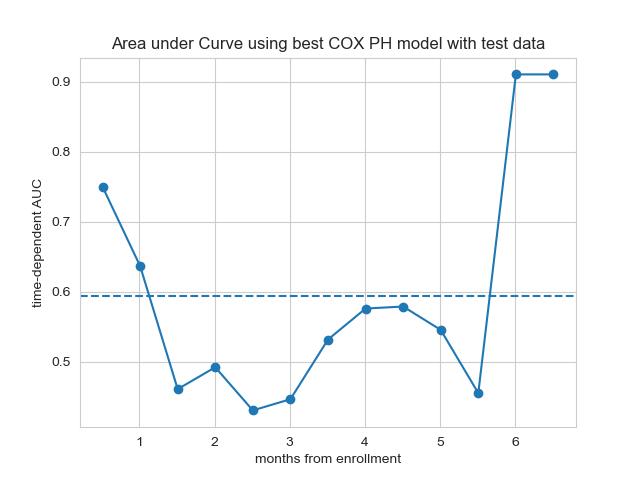 Area under Curve using best COX PH model with test data
time-dependent AUC
0.9
0.8
0.7
0.6
0.5
1 2 3 4 5 6
months from enrollment